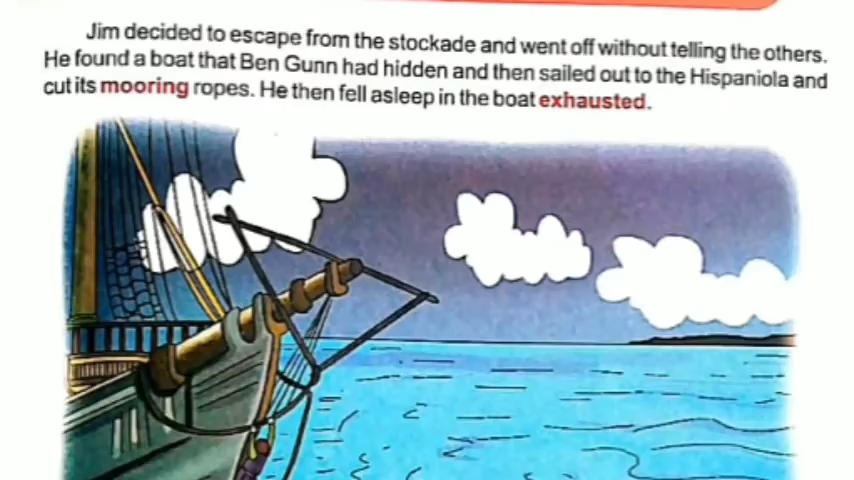 Jim decided to escape from the stockade and went off without telling the others.
He found a boat that Ben Gunn had hidden and then sailed out to the Hispaniola and
cut its mooring ropes. He then fell asleep in the boat exhausted.